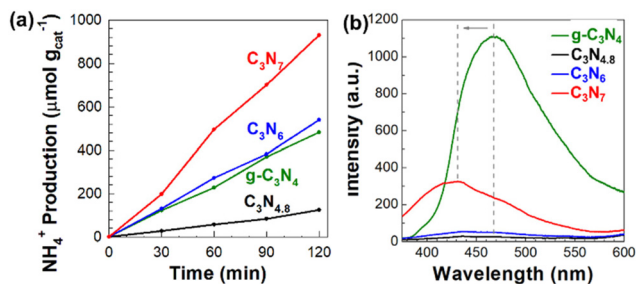 (a)
NH₄⁺ Production (μmol gcat⁻¹)
1000
800
600
400
200
0
C₃N₇
C₃N₆
g-C₃N₄
C₃N₄.₈
0 30 60 90 120
Time (min)
(b)
Intensity (a.u.)
1200
1000
800
600
400
200
0
g-C₃N₄
C₃N₄.₈
C₃N₆
C₃N₇
400 450 500 550 600
Wavelength (nm)